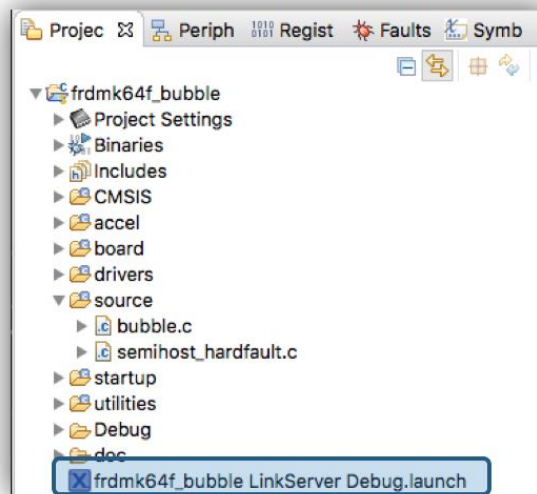 Projec Periph Regist Faults Symb
frdmk64f_bubble
Project Settings
Binaries
Includes
CMSIS
accel
board
drivers
source
bubble.c
semihost_hardfault.c
startup
utilities
Debug
doc
frdmk64f_bubble LinkServer Debug.launch